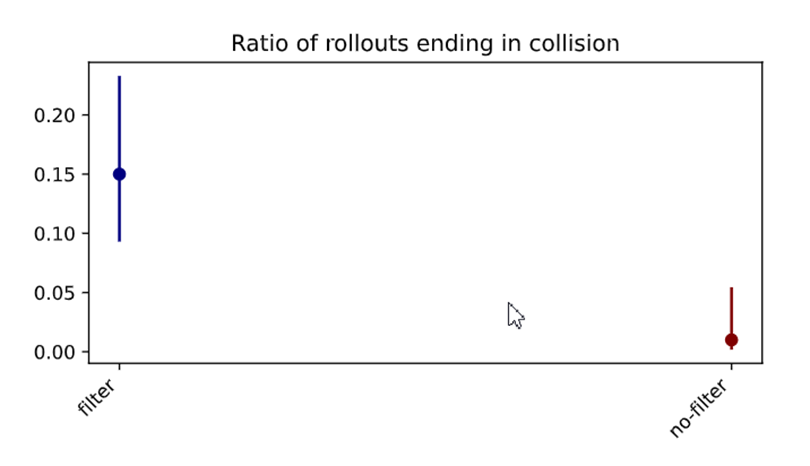 Ratio of rollouts ending in collision
0.20
0.15
0.10
0.05
0.00
filter
no-filter